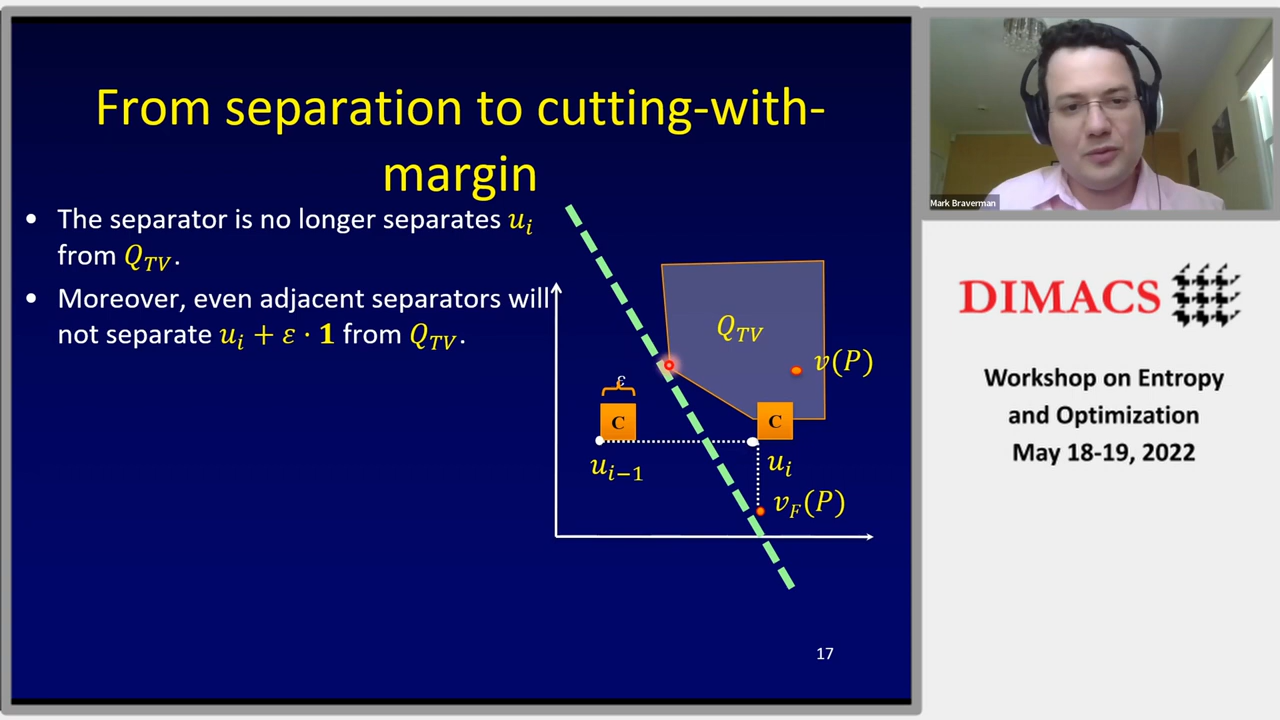 From separation to cutting-with-
margin
• The separator is no longer separates u_i
from Q_TV.
• Moreover, even adjacent separators will
not separate u_i + ε · 1 from Q_TV.
Q_TV
v(P)
ε
C
C
u_{i−1}
u_i
v_F(P)
17
Mark Braverman
DIMACS
Workshop on Entropy
and Optimization
May 18-19, 2022